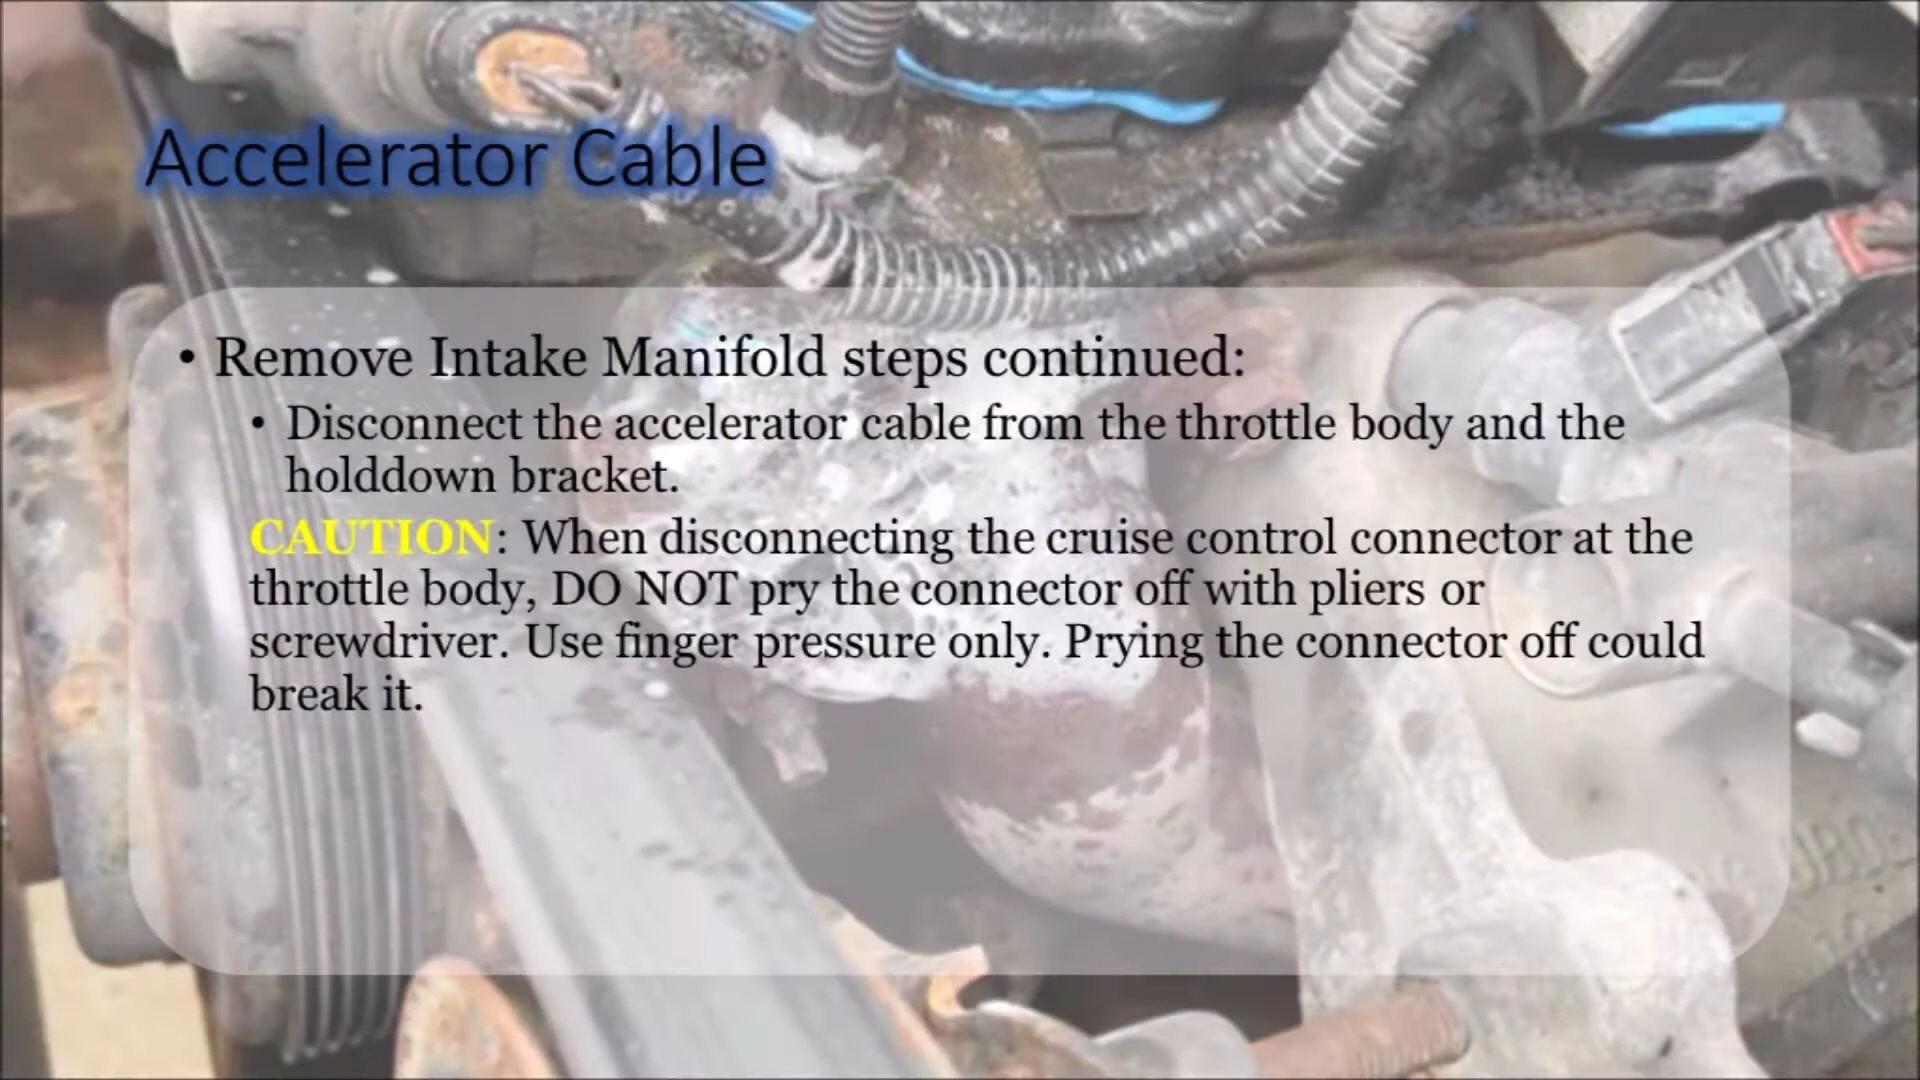 Accelerator Cable
• Remove Intake Manifold steps continued:
• Disconnect the accelerator cable from the throttle body and the
holddown bracket.
CAUTION: When disconnecting the cruise control connector at the
throttle body, DO NOT pry the connector off with pliers or
screwdriver. Use finger pressure only. Prying the connector off could
break it.